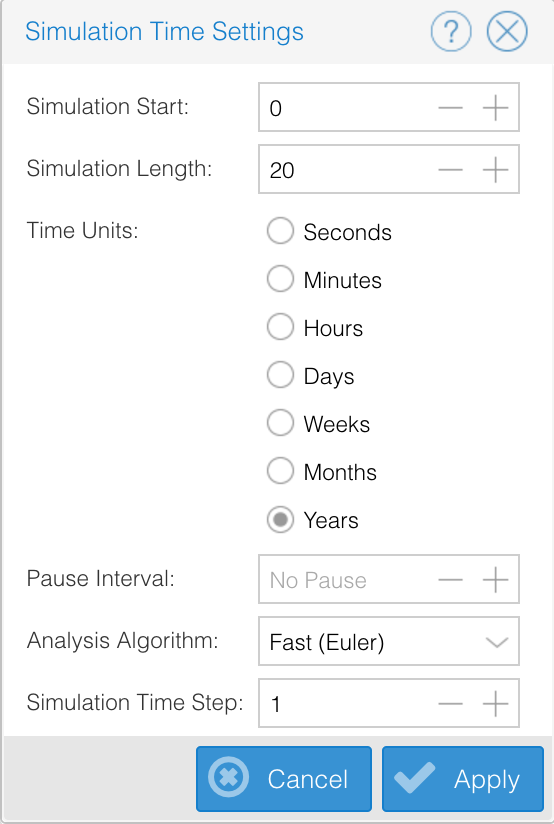 Simulation Time Settings ?
Simulation Start: 0
Simulation Length: 20
Time Units: Seconds
Minutes
Hours
Days
Weeks
Months
Years
Pause Interval: No Pause
Analysis Algorithm: Fast (Euler)
Simulation Time Step: 1
Cancel Apply